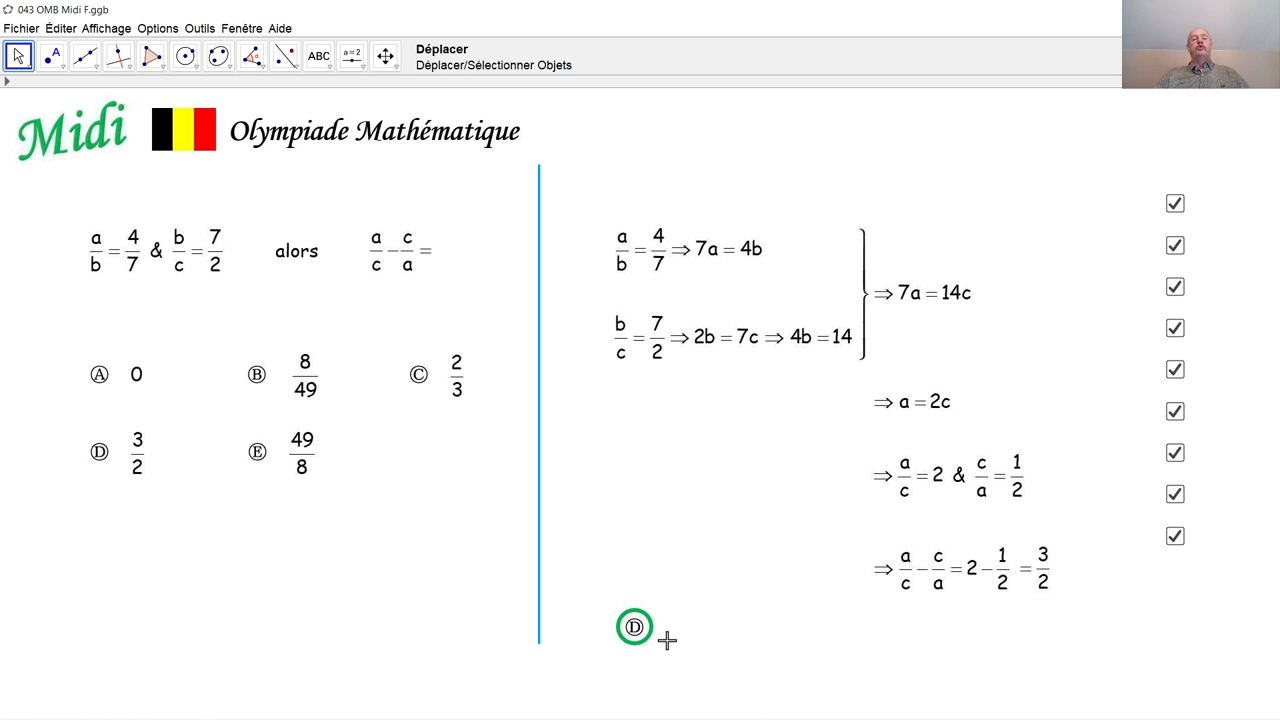 043 OMB Midi F.ggb
Fichier Éditer Affichage Options Outils Fenêtre Aide
A
ABC
a=2
Déplacer
Déplacer/Sélectionner Objets
Midi
Olympiade Mathématique
a/b = 4/7 & b/c = 7/2 alors a/c − c/a =
Ⓐ 0 Ⓑ 8/49 Ⓒ 2/3
Ⓓ 3/2 Ⓔ 49/8
a/b = 4/7 ⇒ 7a = 4b
b/c = 7/2 ⇒ 2b = 7c ⇒ 4b = 14
⇒ 7a = 14c
⇒ a = 2c
⇒ a/c = 2 & c/a = 1/2
⇒ a/c − c/a = 2 − 1/2 = 3/2
Ⓓ